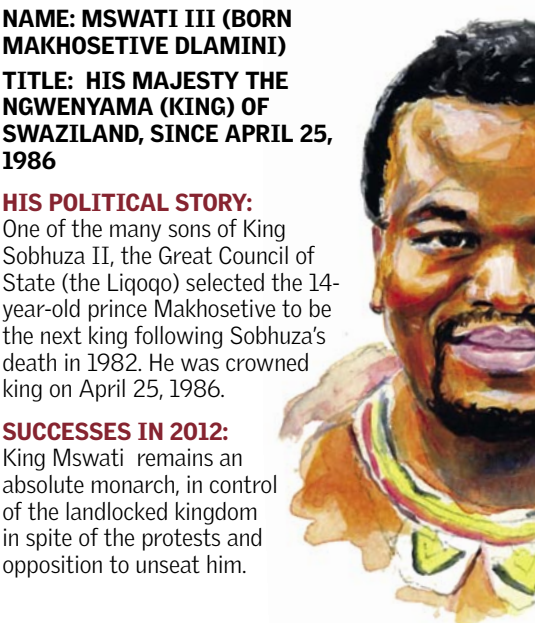 NAME: MSWATI III (BORN
MAKHOSETIVE DLAMINI)
TITLE: HIS MAJESTY THE
NGWENYAMA (KING) OF
SWAZILAND, SINCE APRIL 25,
1986
HIS POLITICAL STORY:
One of the many sons of King
Sobhuza II, the Great Council of
State (the Liqoqo) selected the 14-
year-old prince Makhosetive to be
the next king following Sobhuza's
death in 1982. He was crowned
king on April 25, 1986.
SUCCESSES IN 2012:
King Mswati remains an
absolute monarch, in control
of the landlocked kingdom
in spite of the protests and
opposition to unseat him.